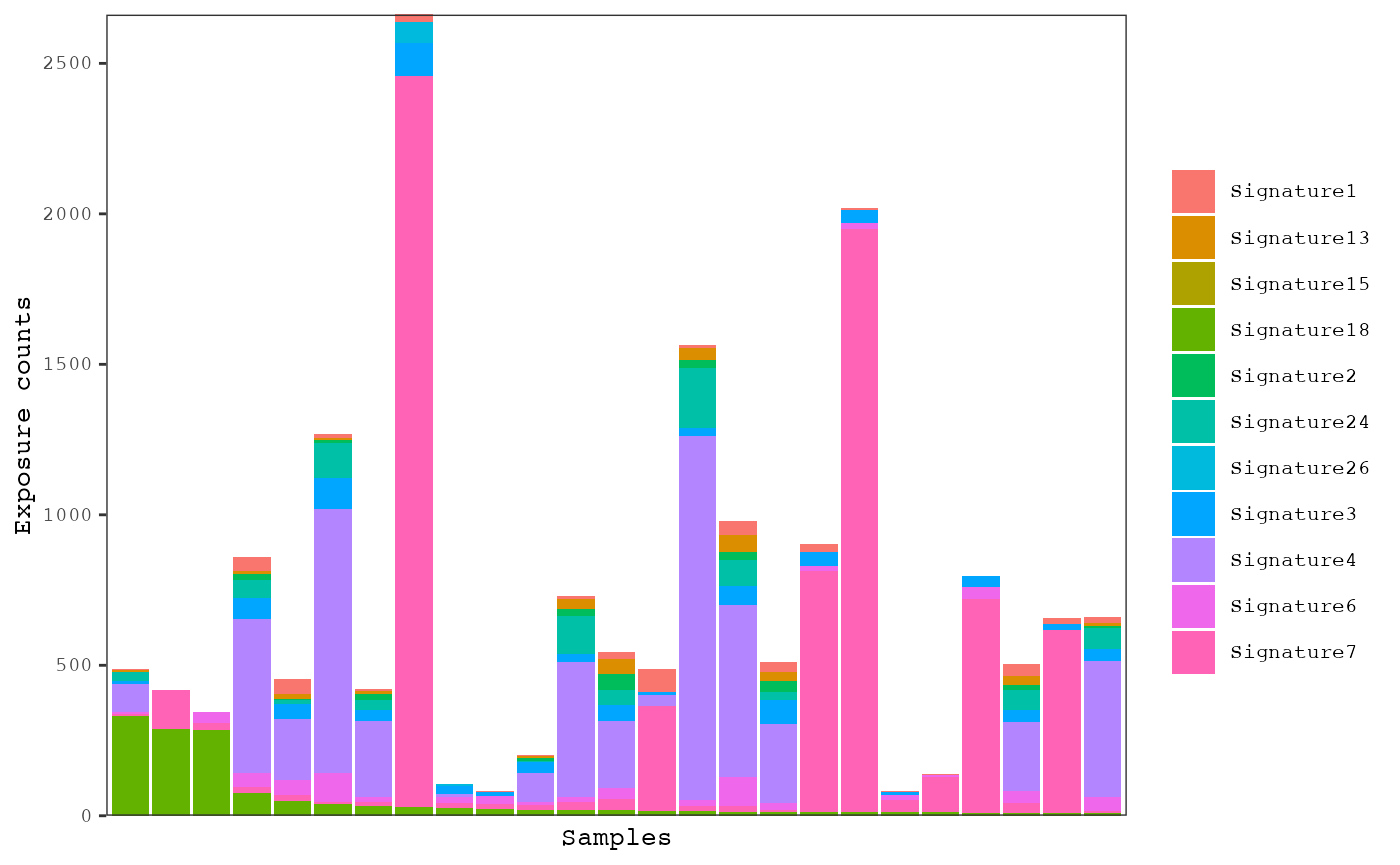 2500
2000
1500
1000
500
0
Exposure counts
Samples
Signature1
Signature13
Signature15
Signature18
Signature2
Signature24
Signature26
Signature3
Signature4
Signature6
Signature7